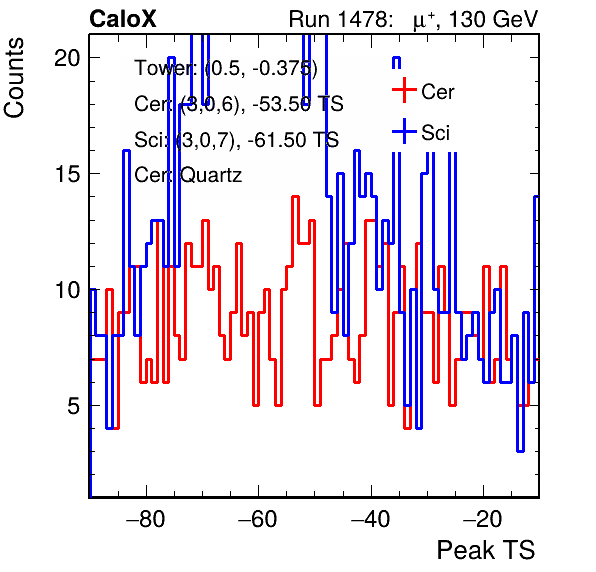 CaloX Run 1478: μ⁺, 130 GeV
Counts
Tower: (0.5, -0.375)
Cer: (3,0,6), -53.50 TS
Sci: (3,0,7), -61.50 TS
Cer: Quartz
Cer
Sci
20
15
10
5
−80 −60 −40 −20
Peak TS